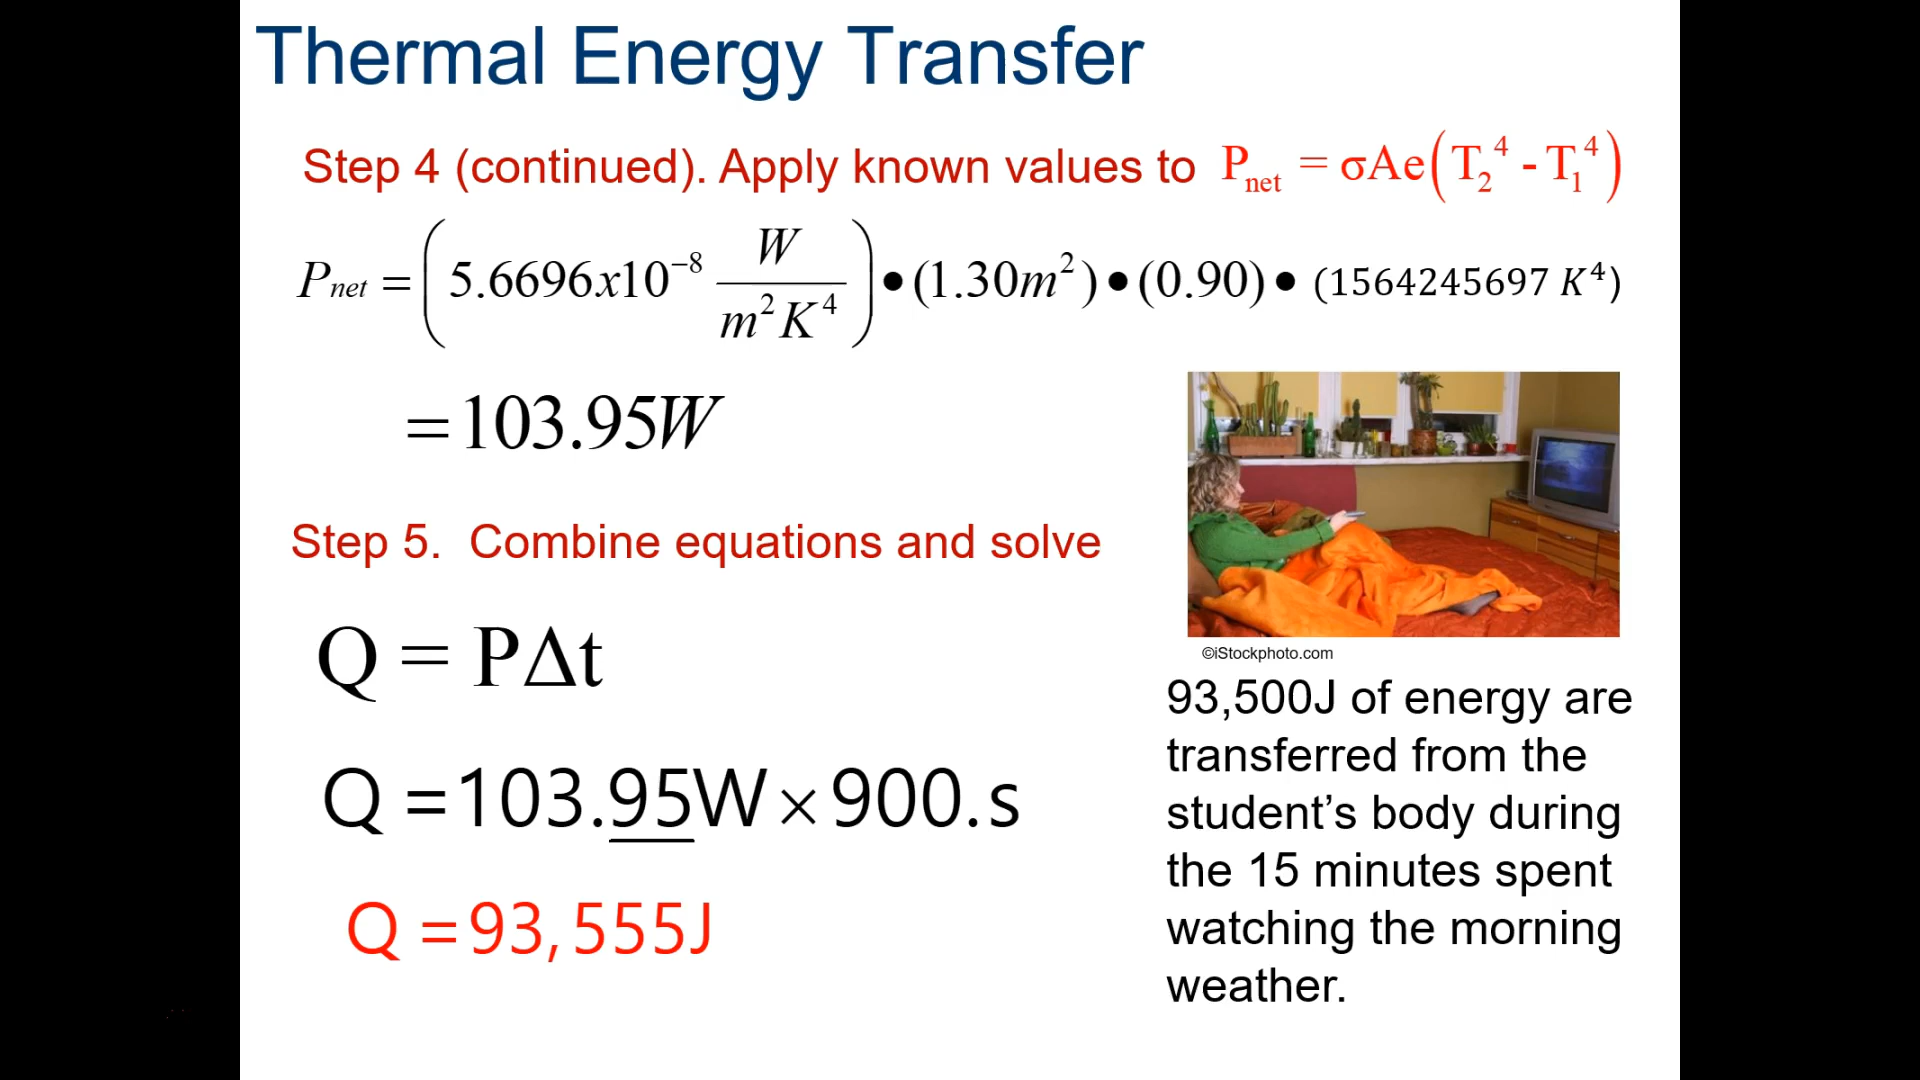 Thermal Energy Transfer
Step 4 (continued). Apply known values to P_net = σAe(T₂⁴ - T₁⁴)
P_net = (5.6696x10⁻⁸ W/m²K⁴) • (1.30m²) • (0.90) • (1564245697 K⁴)
=103.95W
Step 5. Combine equations and solve
Q = PΔt
Q =103.95W×900.s
Q =93,555J
©iStockphoto.com
93,500J of energy are
transferred from the
student’s body during
the 15 minutes spent
watching the morning
weather.